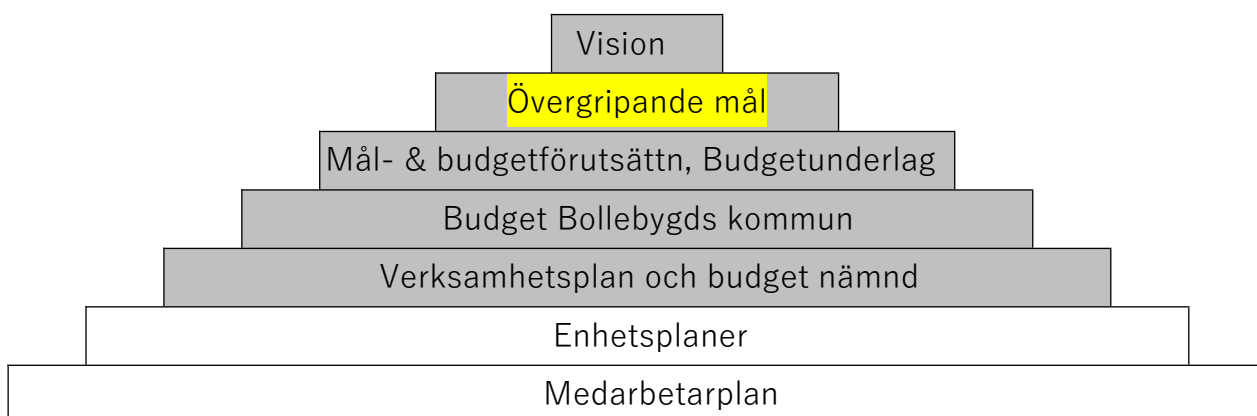 Vision
Övergripande mål
Mål- & budgetförutsättn, Budgetunderlag
Budget Bollebygds kommun
Verksamhetsplan och budget nämnd
Enhetsplaner
Medarbetarplan